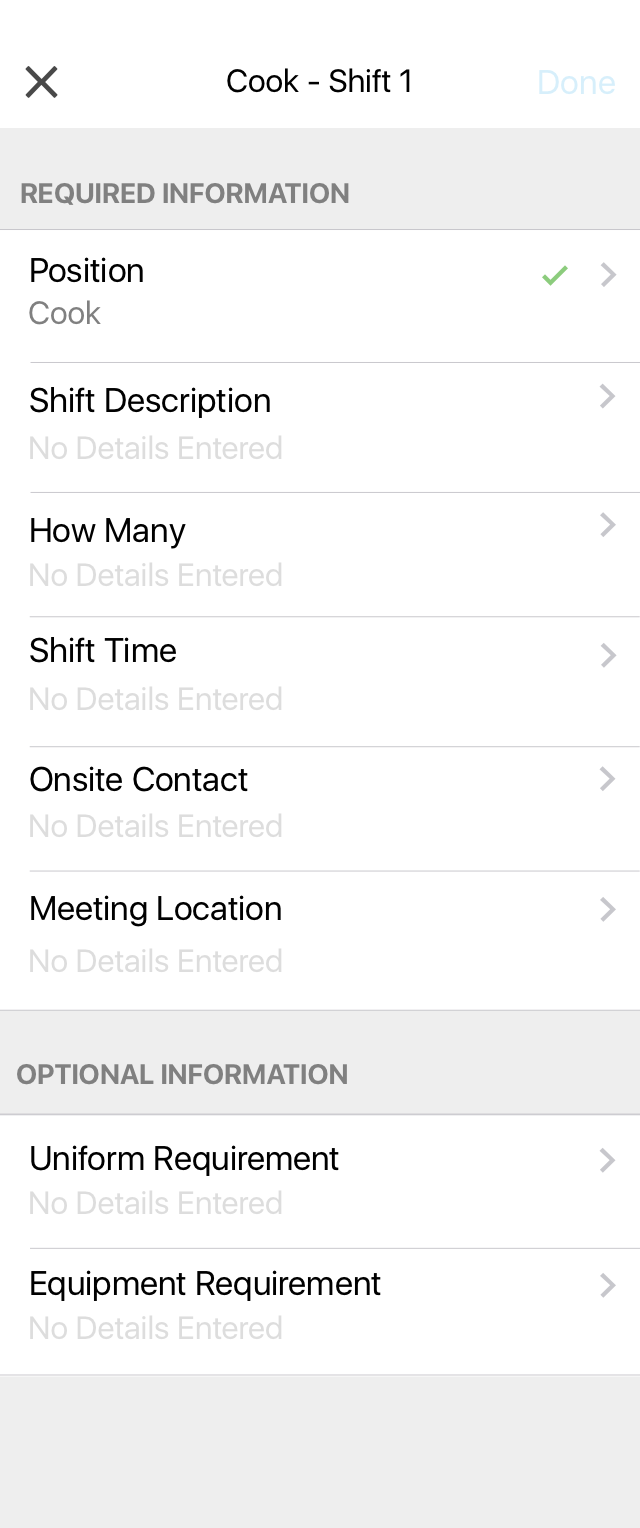 Cook - Shift 1
Done
REQUIRED INFORMATION
Position
Cook
Shift Description
No Details Entered
How Many
No Details Entered
Shift Time
No Details Entered
Onsite Contact
No Details Entered
Meeting Location
No Details Entered
OPTIONAL INFORMATION
Uniform Requirement
No Details Entered
Equipment Requirement
No Details Entered